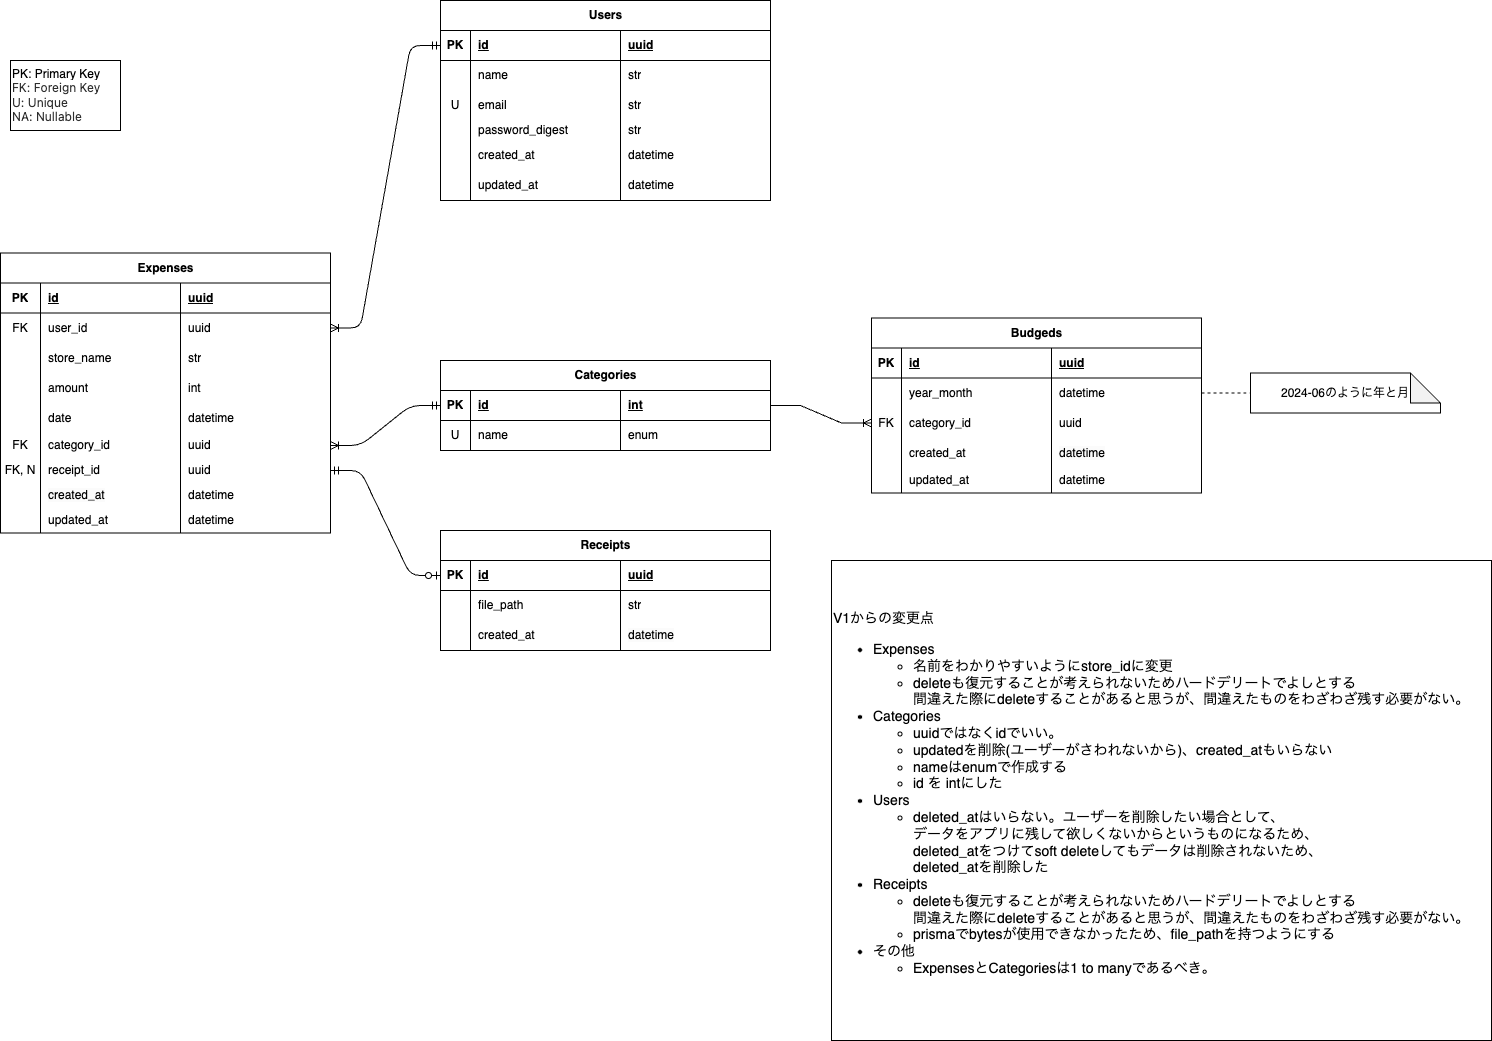 PK: Primary Key
FK: Foreign Key
U: Unique
NA: Nullable
Users
PK id uuid
name str
U email str
password_digest str
created_at datetime
updated_at datetime
Expenses
PK id uuid
FK user_id uuid
store_name str
amount int
date datetime
FK category_id uuid
FK, N receipt_id uuid
created_at datetime
updated_at datetime
Categories
PK id int
U name enum
Budgeds
PK id uuid
year_month datetime
FK category_id uuid
created_at datetime
updated_at datetime
2024-06のように年と月
Receipts
PK id uuid
file_path str
created_at datetime
V1からの変更点
Expenses
名前をわかりやすいようにstore_idに変更
deleteも復元することが考えられないためハードデリートでよしとする
間違えた際にdeleteすることがあると思うが、間違えたものをわざわざ残す必要がない。
Categories
uuidではなくidでいい。
updatedを削除(ユーザーがさわれないから)、created_atもいらない
nameはenumで作成する
id を intにした
Users
deleted_atはいらない。ユーザーを削除したい場合として、
データをアプリに残して欲しくないからというものになるため、
deleted_atをつけてsoft deleteしてもデータは削除されないため、
deleted_atを削除した
Receipts
deleteも復元することが考えられないためハードデリートでよしとする
間違えた際にdeleteすることがあると思うが、間違えたものをわざわざ残す必要がない。
prismaでbytesが使用できなかったため、file_pathを持つようにする
その他
ExpensesとCategoriesは1 to manyであるべき。